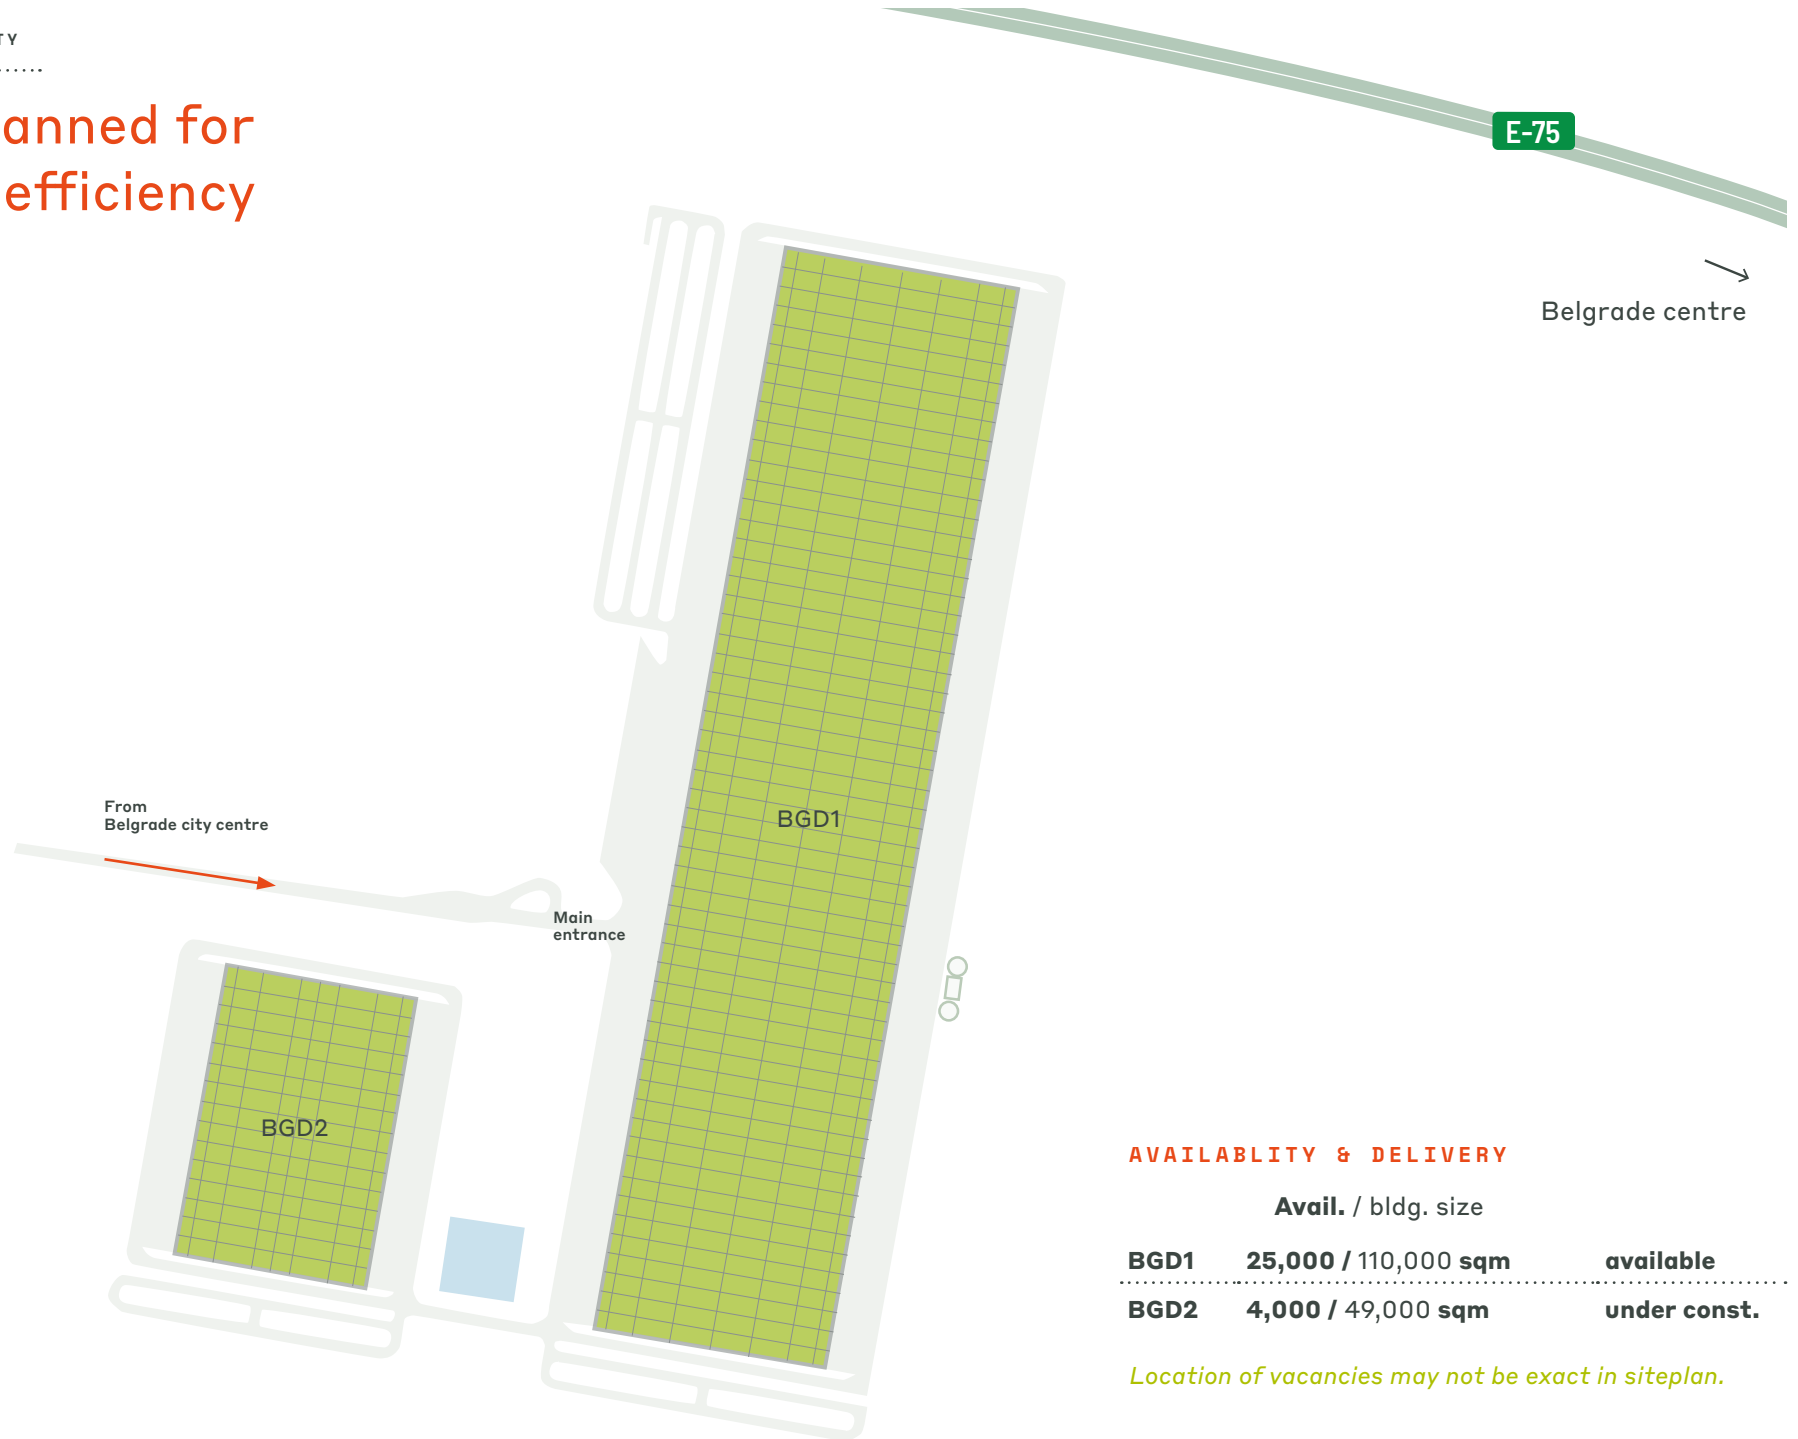 TY
anned for
efficiency
E-75
Belgrade centre
From
Belgrade city centre
BGD1
Main
entrance
BGD2
AVAILABLITY & DELIVERY
Avail. / bldg. size
BGD1 25,000 / 110,000 sqm available
BGD2 4,000 / 49,000 sqm under const.
Location of vacancies may not be exact in siteplan.